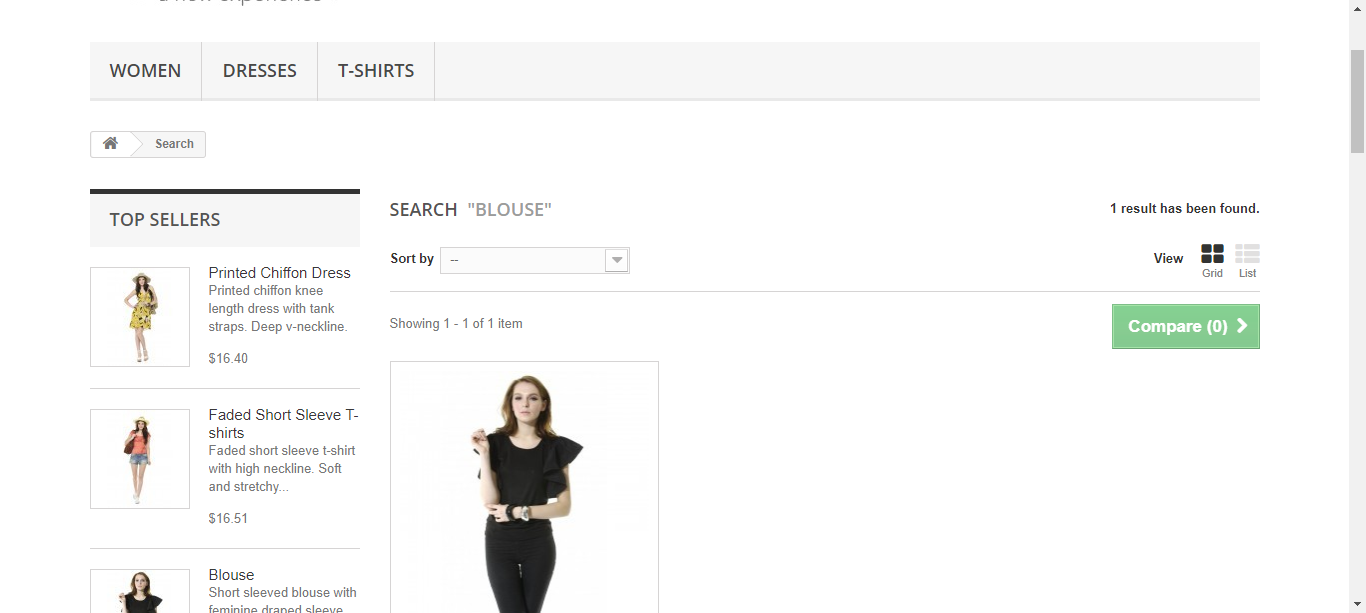 a new experience
WOMEN
DRESSES
T-SHIRTS
Search
TOP SELLERS
Printed Chiffon Dress
Printed chiffon knee
length dress with tank
straps. Deep v-neckline.
$16.40
Faded Short Sleeve T-
shirts
Faded short sleeve t-shirt
with high neckline. Soft
and stretchy...
$16.51
Blouse
Short sleeved blouse with
feminine draped sleeve
SEARCH "BLOUSE"
1 result has been found.
Sort by
--
View
Grid
List
Showing 1 - 1 of 1 item
Compare (0)